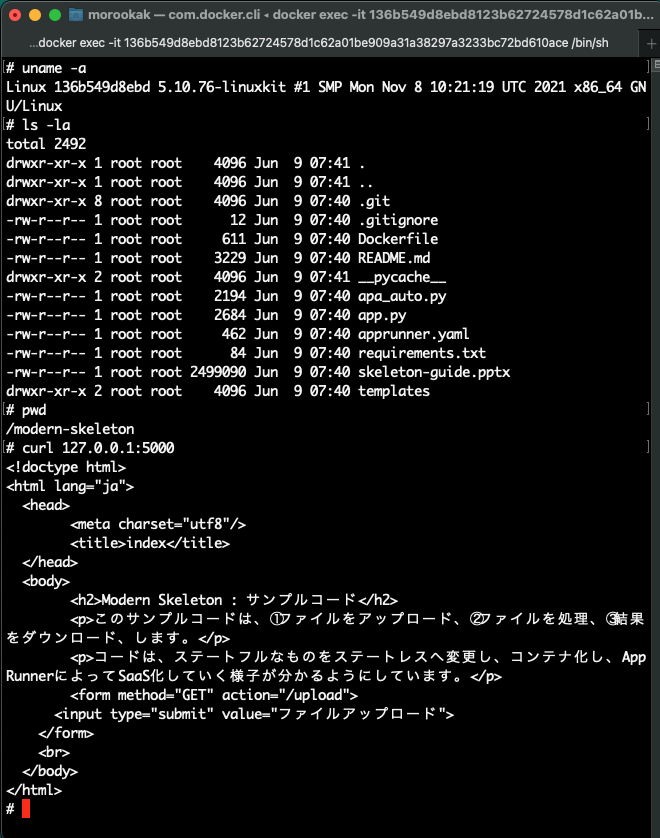 morookak — com.docker.cli ◂ docker exec -it 136b549d8ebd8123b62724578d1c62a01b...
...docker exec -it 136b549d8ebd8123b62724578d1c62a01be909a31a38297a3233bc72bd610ace /bin/sh
# uname -a
Linux 136b549d8ebd 5.10.76-linuxkit #1 SMP Mon Nov 8 10:21:19 UTC 2021 x86_64 GN
U/Linux
# ls -la
total 2492
drwxr-xr-x 1 root root    4096 Jun  9 07:41 .
drwxr-xr-x 1 root root    4096 Jun  9 07:41 ..
drwxr-xr-x 8 root root    4096 Jun  9 07:40 .git
-rw-r--r-- 1 root root      12 Jun  9 07:40 .gitignore
-rw-r--r-- 1 root root     611 Jun  9 07:40 Dockerfile
-rw-r--r-- 1 root root    3229 Jun  9 07:40 README.md
drwxr-xr-x 2 root root    4096 Jun  9 07:41 __pycache__
-rw-r--r-- 1 root root    2194 Jun  9 07:40 apa_auto.py
-rw-r--r-- 1 root root    2684 Jun  9 07:40 app.py
-rw-r--r-- 1 root root     462 Jun  9 07:40 apprunner.yaml
-rw-r--r-- 1 root root      84 Jun  9 07:40 requirements.txt
-rw-r--r-- 1 root root 2499090 Jun  9 07:40 skeleton-guide.pptx
drwxr-xr-x 2 root root    4096 Jun  9 07:40 templates
# pwd
/modern-skeleton
# curl 127.0.0.1:5000
<!doctype html>
<html lang="ja">
  <head>
        <meta charset="utf8"/>
        <title>index</title>
  </head>
  <body>
        <h2>Modern Skeleton : サンプルコード</h2>
        <p>このサンプルコードは、①ファイルをアップロード、②ファイルを処理、③結果
をダウンロード、します。</p>
        <p>コードは、ステートフルなものをステートレスへ変更し、コンテナ化し、App
RunnerによってSaaS化していく様子が分かるようにしています。</p>
        <form method="GET" action="/upload">
      <input type="submit" value="ファイルアップロード">
    </form>
    <br>
  </body>
</html>
#